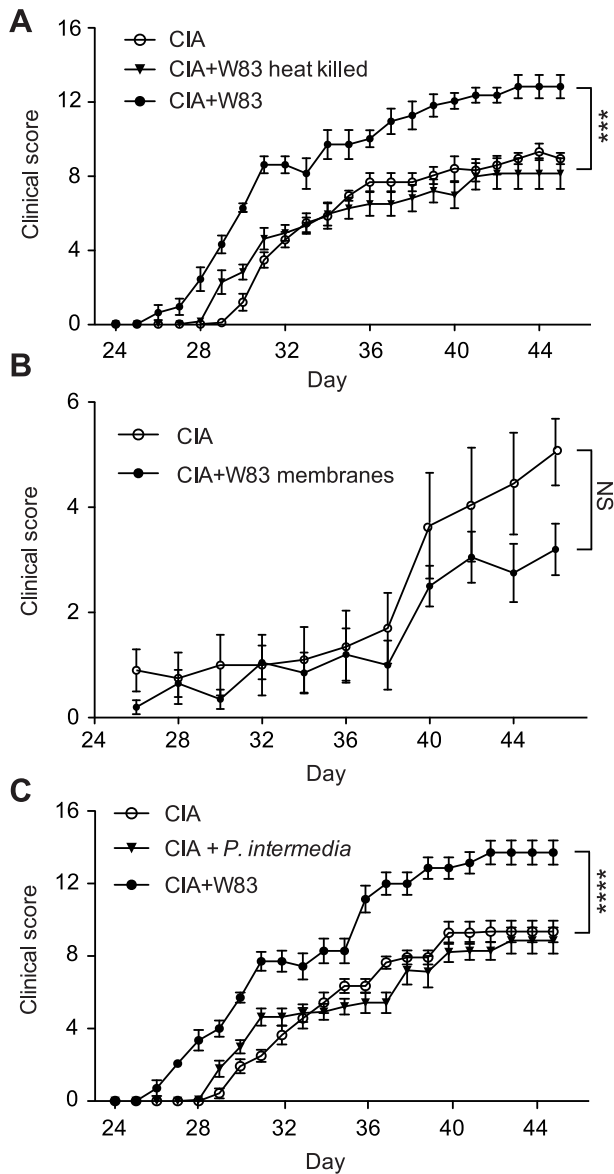 A
16
CIA
CIA+W83 heat killed
CIA+W83
12
***
Clinical score
8
4
0
24 28 32 36 40 44
Day
B
6
CIA
CIA+W83 membranes
4
NS
Clinical score
2
0
24 28 32 36 40 44
Day
C
16
CIA
CIA + P. intermedia
CIA+W83
12
****
Clinical score
8
4
0
24 28 32 36 40 44
Day